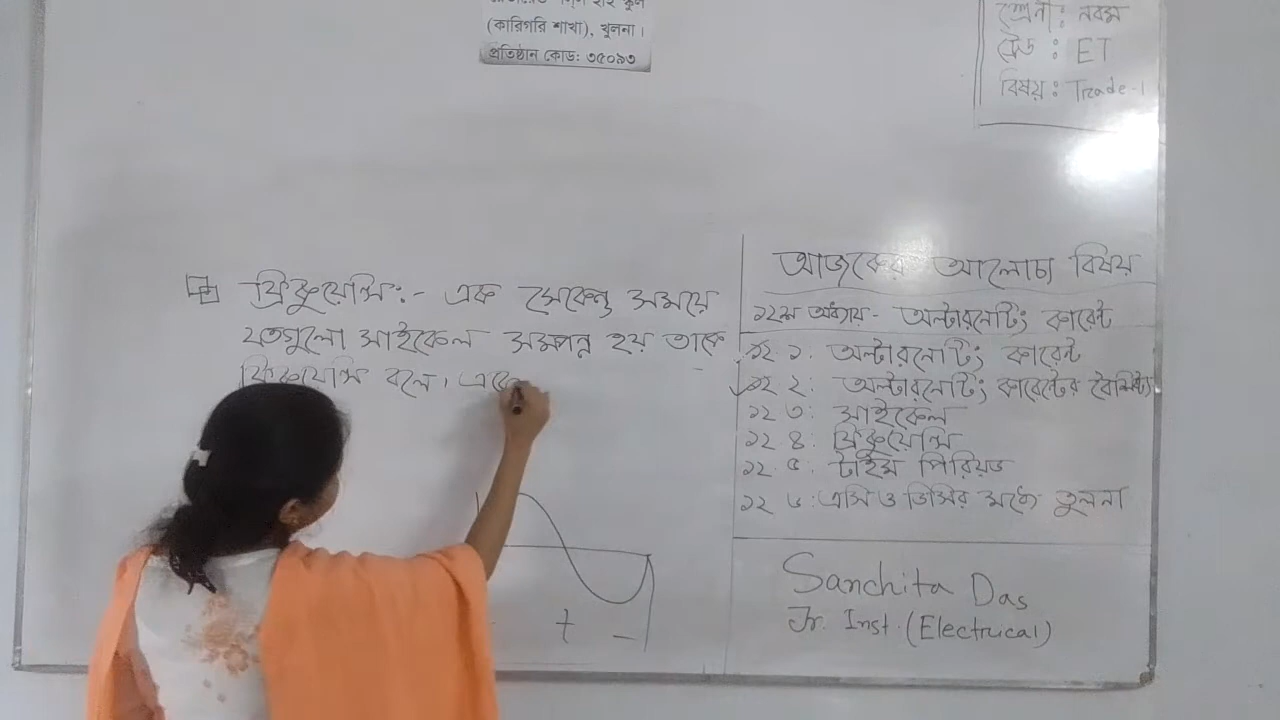 হাই স্কুল
(কারিগরি শাখা), খুলনা।
প্রতিষ্ঠান কোড: ৩৫০৯৩
শ্রেনী: নবম
ট্রেড : ET
বিষয় : Trade-1
ফ্রিকুয়েন্সি:- এক সেকেন্ড সময়ে
যতগুলো সাইকেল সম্পন্ন হয় তাকে
ফ্রিকুয়েন্সি বলে। একে
+ -
আজকের আলোচ্য বিষয়
১২শ অধ্যায় - অল্টারনেটিং কারেন্ট
১২.১. অল্টারনেটিং কারেন্ট
১২.২: অল্টারনেটিং কারেন্টের বৈশিষ্ট্য
১২.৩: সাইকেল
১২.৪: ফ্রিকুয়েন্সি
১২.৫: টাইম পিরিয়ড
১২.৬: এসি ও ডিসির মধ্যে তুলনা
Sanchita Das
Jr. Inst. (Electrical)